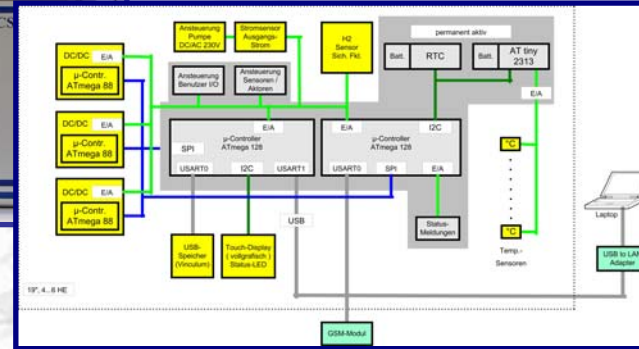 CS
DC/DC E/A
µ-Contr.
ATmega 88
DC/DC E/A
µ-Contr.
ATmega 88
DC/DC E/A
µ-Contr.
ATmega 88
Ansteuerung
Pumpe
DC/AC 230V
Stromsensor
Ausgangs-
Strom
H2
Sensor
Sich. Fkt.
permanent aktiv
Batt.
RTC
Batt.
AT tiny
2313
E/A
Ansteuerung
Benutzer I/O
Ansteuerung
Sensoren /
Aktoren
E/A
µ-Controller
ATmega 128
SPI
USART0
I2C
USART1
E/A
I2C
µ-Controller
ATmega 128
USART0
SPI
E/A
USB
USB-
Speicher
(Vinculum)
Touch-Display
( vollgrafisch )
Status-LED
Status-
Meldungen
°C
°C
Temp.-
Sensoren
Laptop
USB to LAN
Adapter
19", 4...6 HE
GSM-Modul